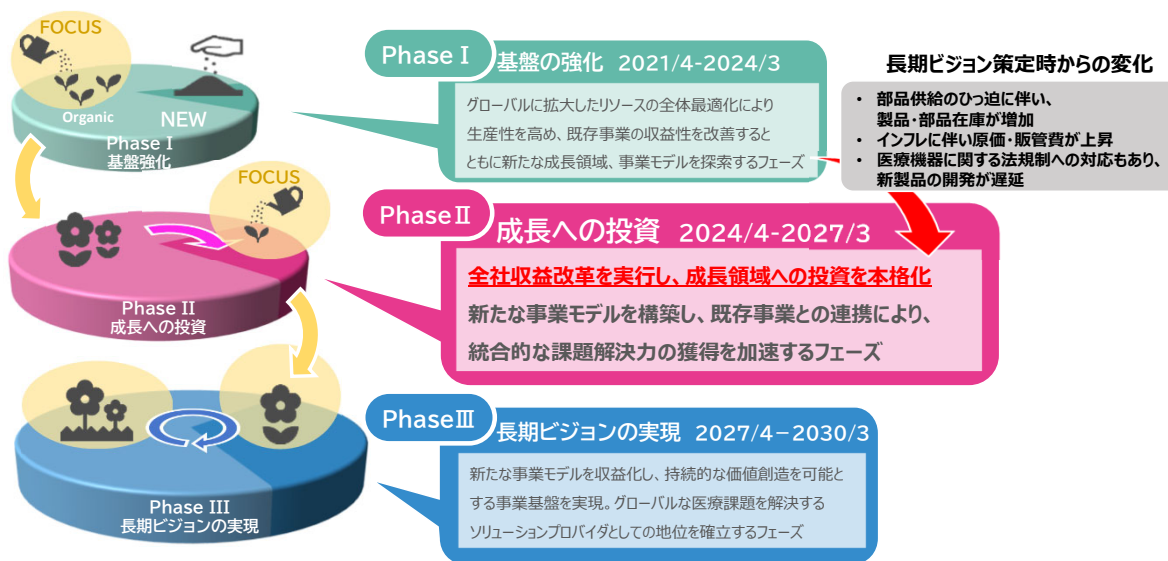 FOCUS
Organic
NEW
Phase I
基盤強化
FOCUS
Phase II
成長への投資
Phase III
長期ビジョンの実現
Phase Ⅰ
基盤の強化 2021/4-2024/3
グローバルに拡大したリソースの全体最適化により
生産性を高め、既存事業の収益性を改善すると
ともに新たな成長領域、事業モデルを探索するフェーズ
長期ビジョン策定時からの変化
・ 部品供給のひっ迫に伴い、
製品・部品在庫が増加
・ インフレに伴い原価・販管費が上昇
・ 医療機器に関する法規制への対応もあり、
新製品の開発が遅延
PhaseⅡ
成長への投資 2024/4-2027/3
全社収益改革を実行し、成長領域への投資を本格化
新たな事業モデルを構築し、既存事業との連携により、
統合的な課題解決力の獲得を加速するフェーズ
PhaseⅢ
長期ビジョンの実現 2027/4−2030/3
新たな事業モデルを収益化し、持続的な価値創造を可能と
する事業基盤を実現。グローバルな医療課題を解決する
ソリューションプロバイダとしての地位を確立するフェーズ